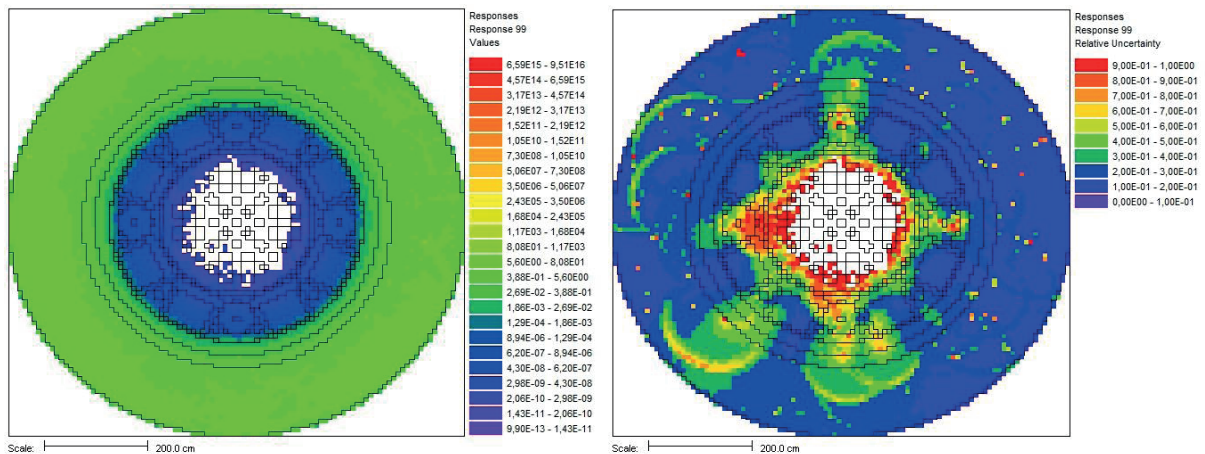 Responses
Response 99
Values
6,59E15 - 9,51E16
4,57E14 - 6,59E15
3,17E13 - 4,57E14
2,19E12 - 3,17E13
1,52E11 - 2,19E12
1,05E10 - 1,52E11
7,30E08 - 1,05E10
5,06E07 - 7,30E08
3,50E06 - 5,06E07
2,43E05 - 3,50E06
1,68E04 - 2,43E05
1,17E03 - 1,68E04
8,08E01 - 1,17E03
5,60E00 - 8,08E01
3,88E-01 - 5,60E00
2,69E-02 - 3,88E-01
1,86E-03 - 2,69E-02
1,29E-04 - 1,86E-03
8,94E-06 - 1,29E-04
6,20E-07 - 8,94E-06
4,30E-08 - 6,20E-07
2,98E-09 - 4,30E-08
2,06E-10 - 2,98E-09
1,43E-11 - 2,06E-10
9,90E-13 - 1,43E-11
Scale:
200.0 cm
Responses
Response 99
Relative Uncertainty
9,00E-01 - 1,00E00
8,00E-01 - 9,00E-01
7,00E-01 - 8,00E-01
6,00E-01 - 7,00E-01
5,00E-01 - 6,00E-01
4,00E-01 - 5,00E-01
3,00E-01 - 4,00E-01
2,00E-01 - 3,00E-01
1,00E-01 - 2,00E-01
0,00E00 - 1,00E-01
Scale:
200.0 cm